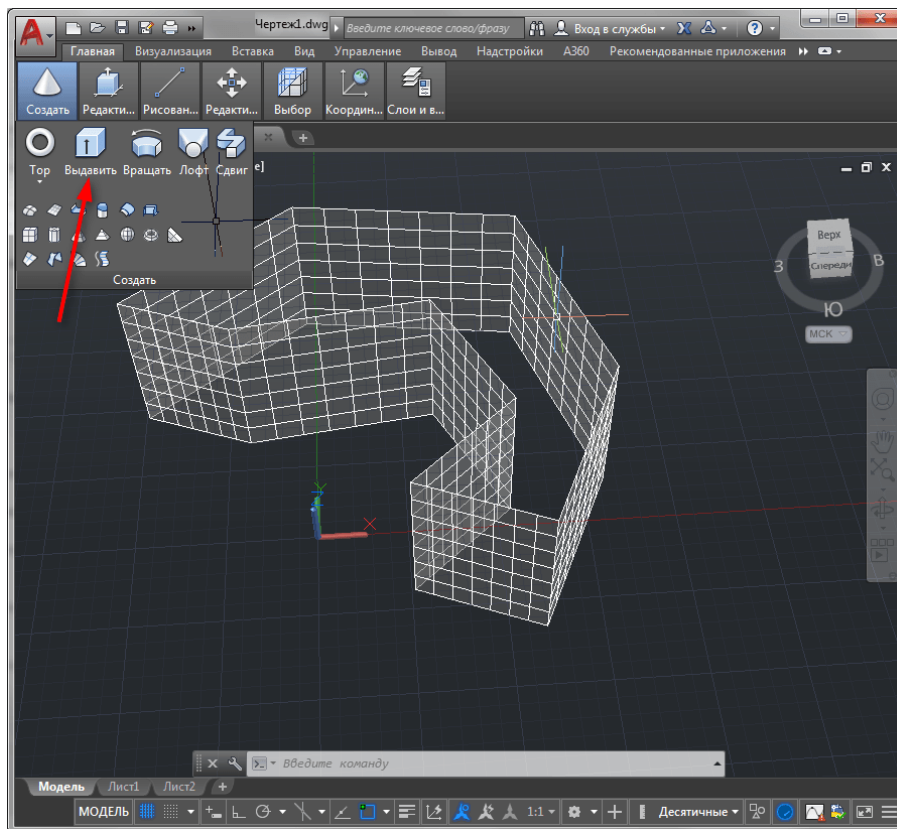 Чертеж1.dwg
Введите ключевое слово/фразу
Вход в службы
Главная Визуализация Вставка Вид Управление Вывод Надстройки A360 Рекомендованные приложения
Создать Редакти... Рисован... Редакти... Выбор Координ... Слои и в...
Тор Выдавить Вращать Лофт Сдвиг
Создать
е]
Верх
Спереди
З
В
Ю
МСК
Y
X
Введите команду
Модель Лист1 Лист2
МОДЕЛЬ 1:1 Десятичные